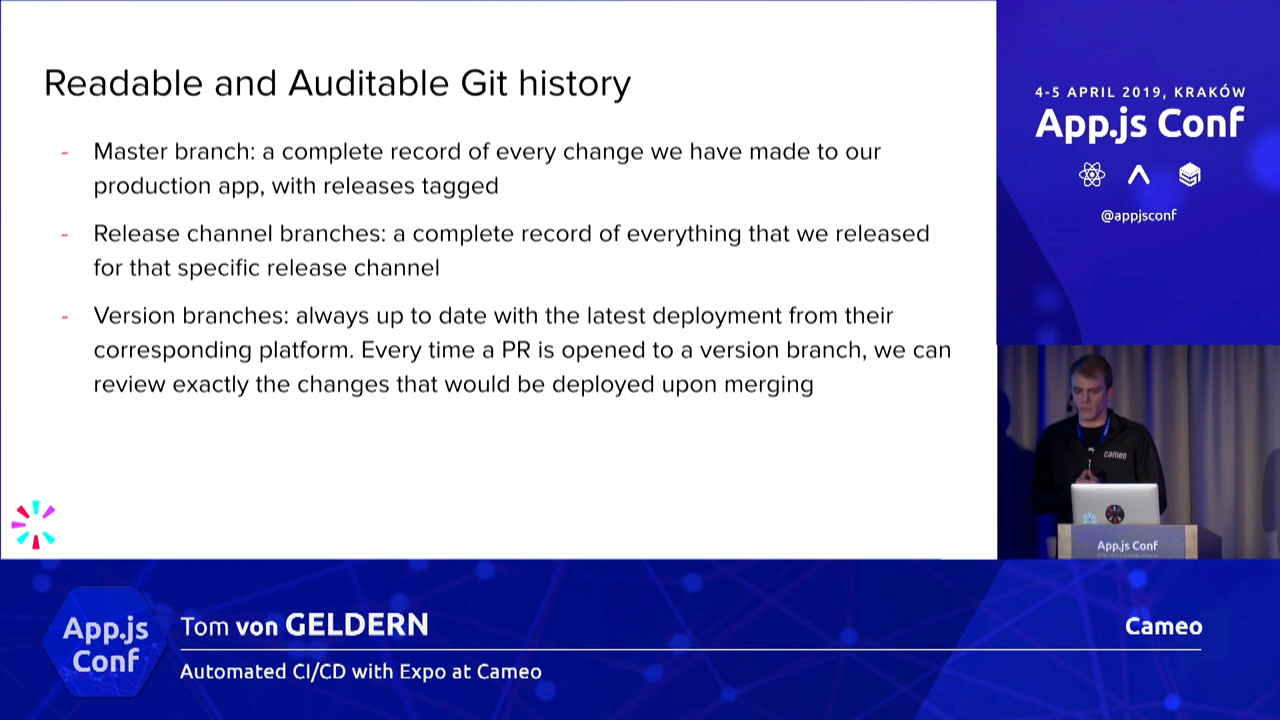 Readable and Auditable Git history
- Master branch: a complete record of every change we have made to our
production app, with releases tagged
- Release channel branches: a complete record of everything that we released
for that specific release channel
- Version branches: always up to date with the latest deployment from their
corresponding platform. Every time a PR is opened to a version branch, we can
review exactly the changes that would be deployed upon merging
4-5 APRIL 2019, KRAKÓW
App.js Conf
@appjsconf
cameo
App.js Conf
App.js
Conf
Tom von GELDERN
Automated CI/CD with Expo at Cameo
Cameo